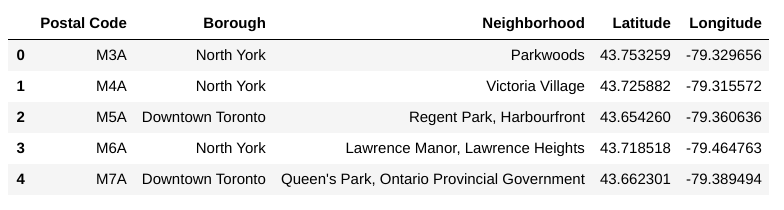 Postal Code Borough Neighborhood Latitude Longitude
0 M3A North York Parkwoods 43.753259 -79.329656
1 M4A North York Victoria Village 43.725882 -79.315572
2 M5A Downtown Toronto Regent Park, Harbourfront 43.654260 -79.360636
3 M6A North York Lawrence Manor, Lawrence Heights 43.718518 -79.464763
4 M7A Downtown Toronto Queen's Park, Ontario Provincial Government 43.662301 -79.389494